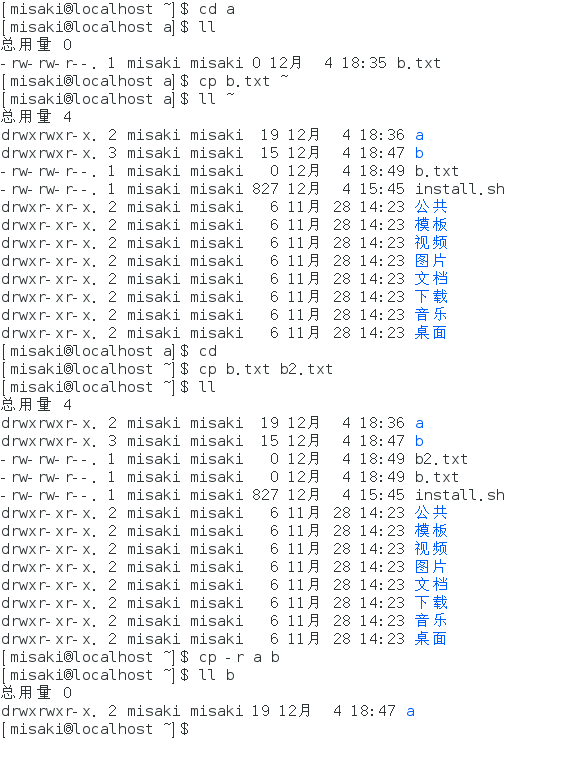 [misaki@localhost ~]$ cd a
[misaki@localhost a]$ ll
总用量 0
-rw-rw-r--. 1 misaki misaki 0 12月  4 18:35 b.txt
[misaki@localhost a]$ cp b.txt ~
[misaki@localhost a]$ ll ~
总用量 4
drwxrwxr-x. 2 misaki misaki  19 12月  4 18:36 a
drwxrwxr-x. 3 misaki misaki  15 12月  4 18:47 b
-rw-rw-r--. 1 misaki misaki   0 12月  4 18:49 b.txt
-rw-rw-r--. 1 misaki misaki 827 12月  4 15:45 install.sh
drwxr-xr-x. 2 misaki misaki   6 11月 28 14:23 公共
drwxr-xr-x. 2 misaki misaki   6 11月 28 14:23 模板
drwxr-xr-x. 2 misaki misaki   6 11月 28 14:23 视频
drwxr-xr-x. 2 misaki misaki   6 11月 28 14:23 图片
drwxr-xr-x. 2 misaki misaki   6 11月 28 14:23 文档
drwxr-xr-x. 2 misaki misaki   6 11月 28 14:23 下载
drwxr-xr-x. 2 misaki misaki   6 11月 28 14:23 音乐
drwxr-xr-x. 2 misaki misaki   6 11月 28 14:23 桌面
[misaki@localhost a]$ cd
[misaki@localhost ~]$ cp b.txt b2.txt
[misaki@localhost ~]$ ll
总用量 4
drwxrwxr-x. 2 misaki misaki  19 12月  4 18:36 a
drwxrwxr-x. 3 misaki misaki  15 12月  4 18:47 b
-rw-rw-r--. 1 misaki misaki   0 12月  4 18:49 b2.txt
-rw-rw-r--. 1 misaki misaki   0 12月  4 18:49 b.txt
-rw-rw-r--. 1 misaki misaki 827 12月  4 15:45 install.sh
drwxr-xr-x. 2 misaki misaki   6 11月 28 14:23 公共
drwxr-xr-x. 2 misaki misaki   6 11月 28 14:23 模板
drwxr-xr-x. 2 misaki misaki   6 11月 28 14:23 视频
drwxr-xr-x. 2 misaki misaki   6 11月 28 14:23 图片
drwxr-xr-x. 2 misaki misaki   6 11月 28 14:23 文档
drwxr-xr-x. 2 misaki misaki   6 11月 28 14:23 下载
drwxr-xr-x. 2 misaki misaki   6 11月 28 14:23 音乐
drwxr-xr-x. 2 misaki misaki   6 11月 28 14:23 桌面
[misaki@localhost ~]$ cp -r a b
[misaki@localhost ~]$ ll b
总用量 0
drwxrwxr-x. 2 misaki misaki 19 12月  4 18:47 a
[misaki@localhost ~]$